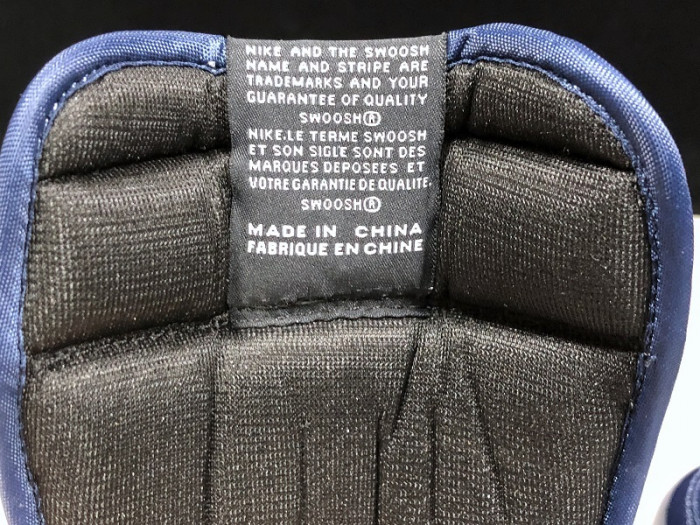 NIKE AND THE SWOOSH
NAME AND STRIPE ARE
TRADEMARKS AND YOUR
GUARANTEE OF QUALITY
SWOOSH®
NIKE.LE TERME SWOOSH
ET SON SIGLE SONT DES
MARQUES DEPOSEES ET
VOTRE GARANTIE DE QUALITE.
SWOOSH®
MADE IN CHINA
FABRIQUE EN CHINE